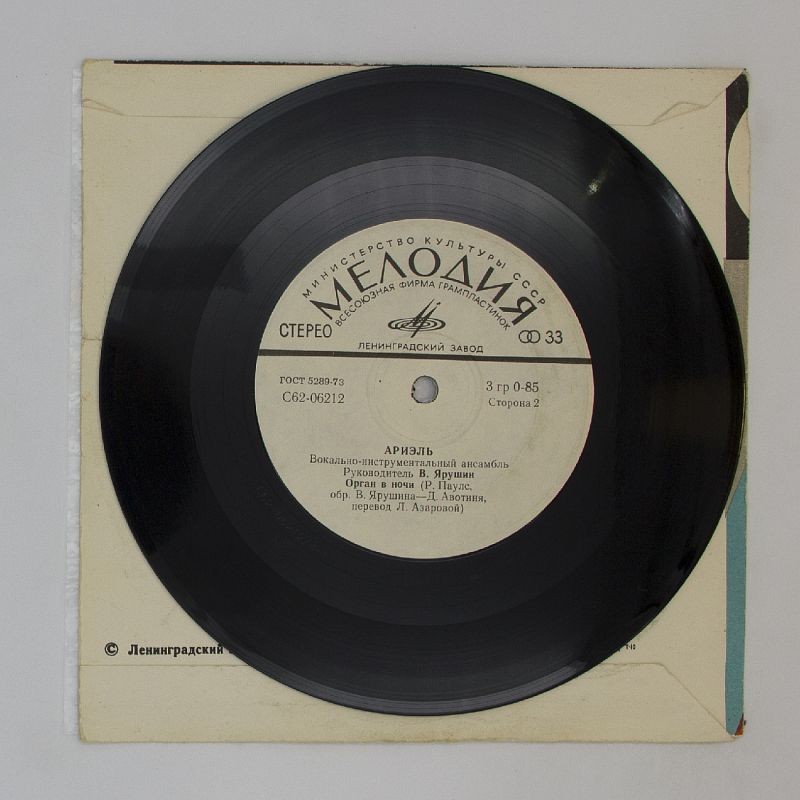 МИНИСТЕРСТВО КУЛЬТУРЫ СССР
МЕЛОДИЯ
ВСЕСОЮЗНАЯ ФИРМА ГРАМПЛАСТИНОК
СТЕРЕО
33
ЛЕНИНГРАДСКИЙ ЗАВОД
ГОСТ 5289-73
3 гр 0-85
С62-06212
Сторона 2
АРИЭЛЬ
Вокально-инструментальный ансамбль
Руководитель В. Ярушин
Орган в ночи (Р. Паулс,
обр. В. Ярушина—Д. Авотиня,
перевод Л. Азаровой)
© Ленинградский